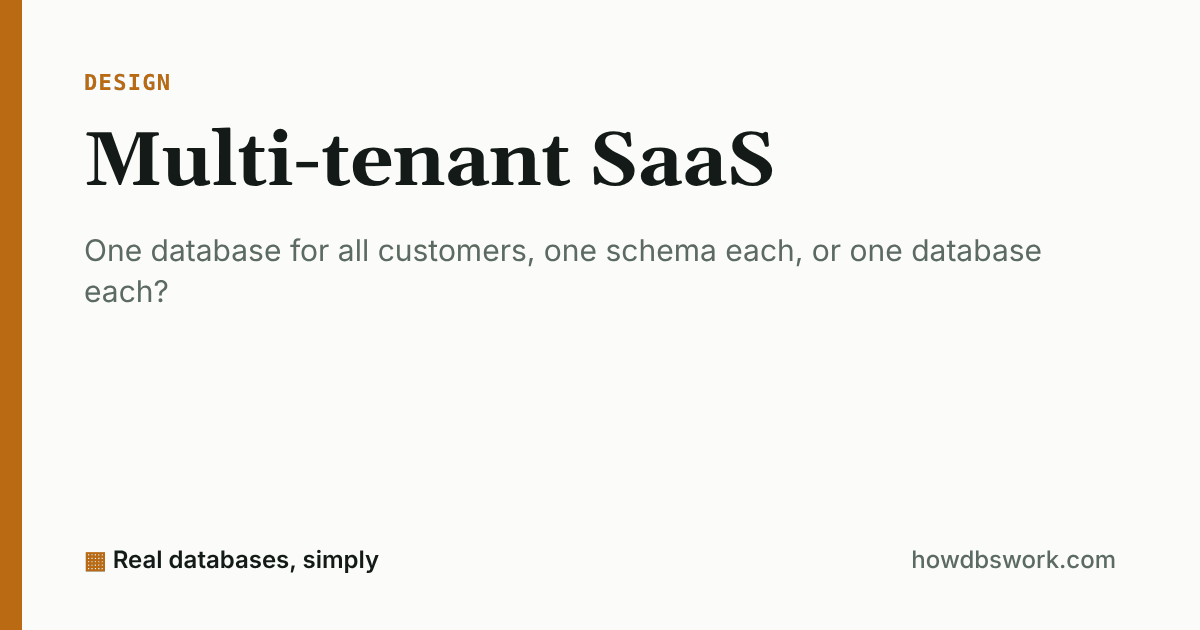 DESIGN
Multi-tenant SaaS
One database for all customers, one schema each, or one database
each?
Real databases, simply
howdbswork.com